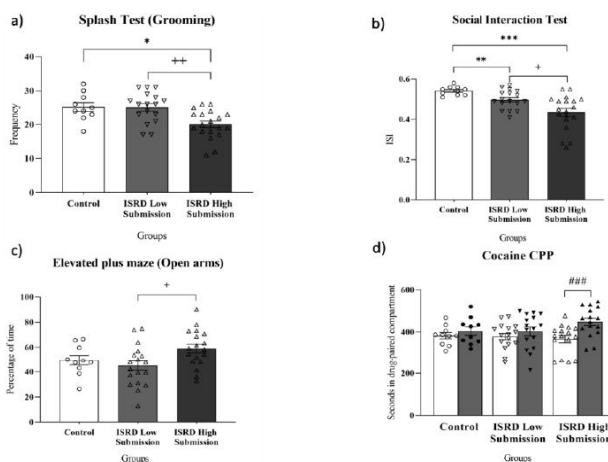 a)
Splash Test (Grooming)
*
++
Frequency
40
30
20
10
0
Control
ISRD Low Submission
ISRD High Submission
Groups
b)
Social Interaction Test
***
**
+
ISI
0.6
0.4
0.2
0.0
Control
ISRD Low Submission
ISRD High Submission
Groups
c)
Elevated plus maze (Open arms)
+
Percentage of time
100
80
60
40
20
0
Control
ISRD Low Submission
ISRD High Submission
Groups
d)
Cocaine CPP
###
Seconds in drug-paired compartment
600
400
200
0
Control
ISRD Low Submission
ISRD High Submission
Groups